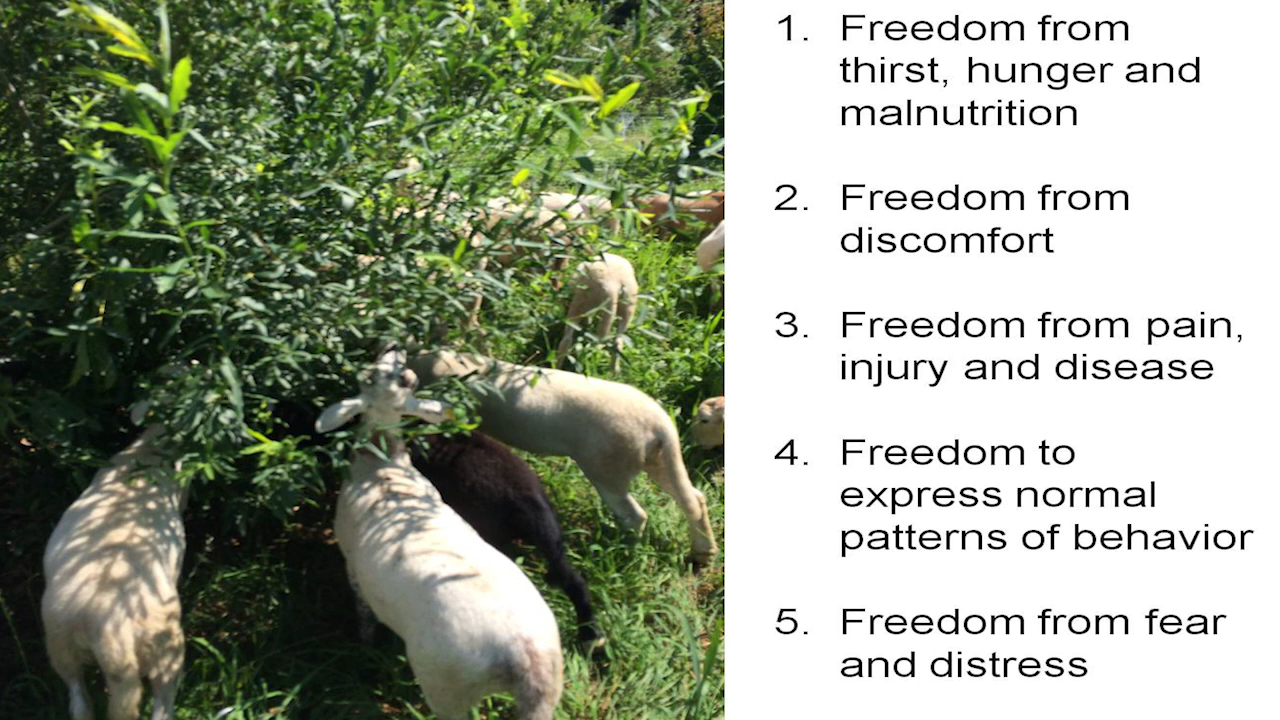 1. Freedom from
thirst, hunger and
malnutrition
2. Freedom from
discomfort
3. Freedom from pain,
injury and disease
4. Freedom to
express normal
patterns of behavior
5. Freedom from fear
and distress